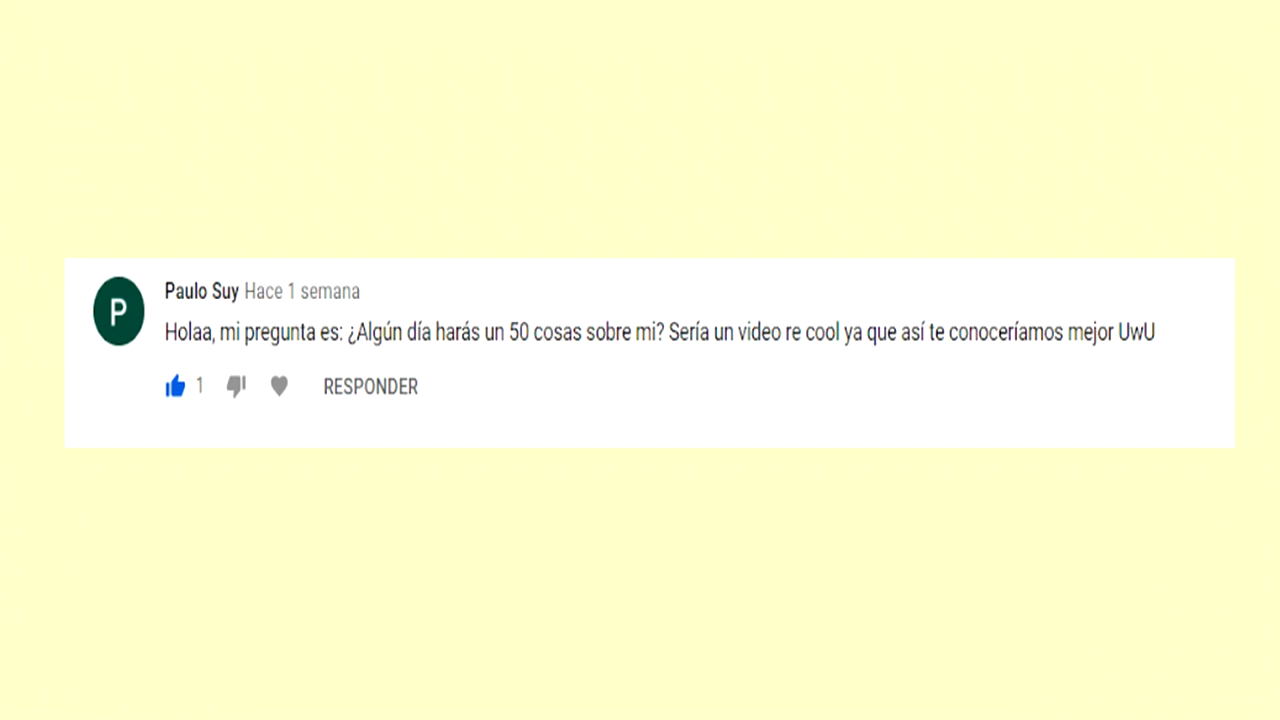 P
Paulo Suy Hace 1 semana
Holaa, mi pregunta es: ¿Algún día harás un 50 cosas sobre mi? Sería un video re cool ya que así te conoceríamos mejor UwU
1 RESPONDER